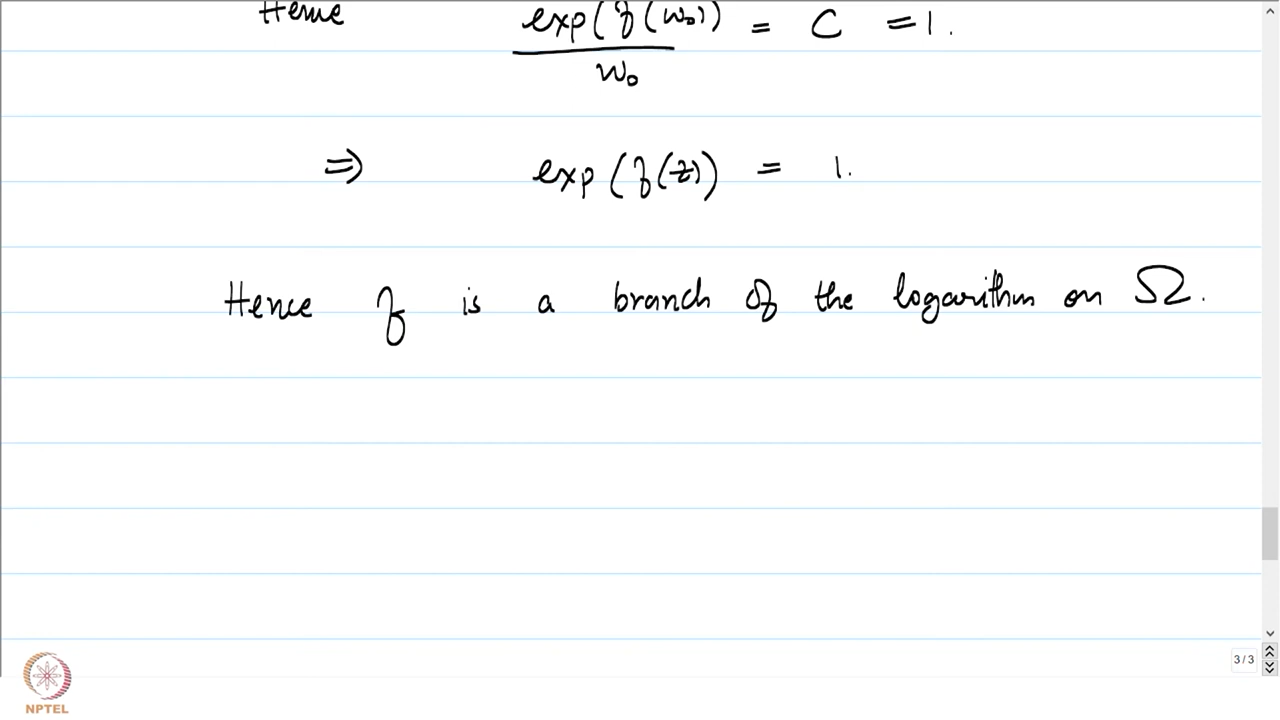 Hence exp(f(w₀)) / w₀ = C = 1.
⇒ exp(f(z)) = 1.
Hence f is a branch of the logarithm on Ω.
3 / 3
NPTEL